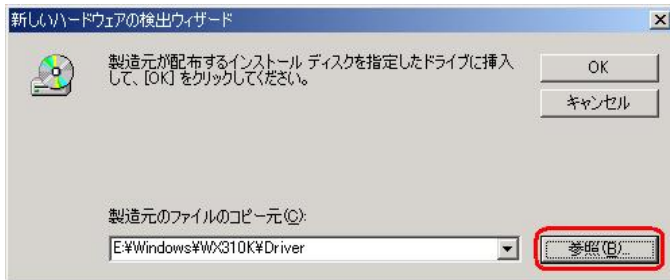 新しいハードウェアの検出ウィザード
製造元が配布するインストール ディスクを指定したドライブに挿入
して、[OK] をクリックしてください。
OK
キャンセル
製造元のファイルのコピー元(C):
E:¥Windows¥WX310K¥Driver
参照(B)...